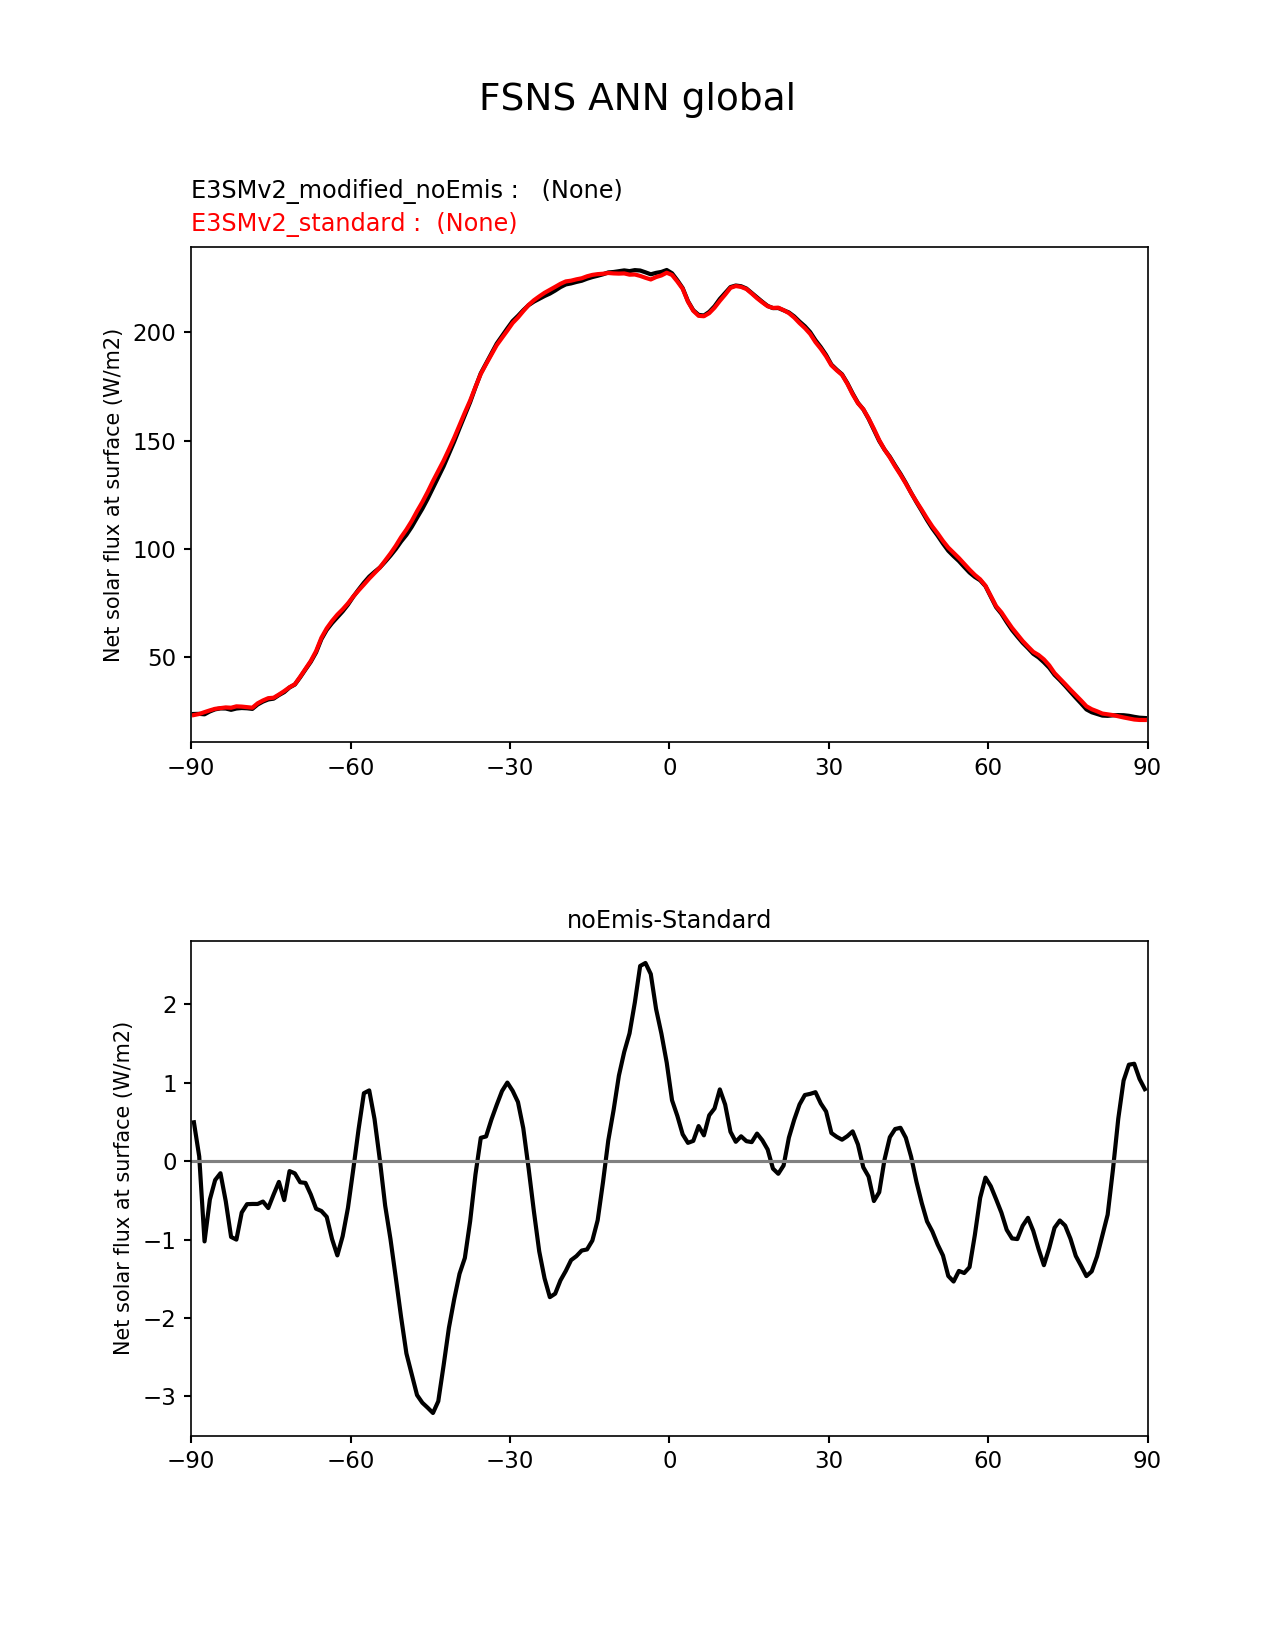 FSNS ANN global
E3SMv2_modified_noEmis :   (None)
E3SMv2_standard :  (None)
Net solar flux at surface (W/m2)
200
150
100
50
−90 −60 −30 0 30 60 90
noEmis-Standard
Net solar flux at surface (W/m2)
2
1
0
−1
−2
−3
−90 −60 −30 0 30 60 90